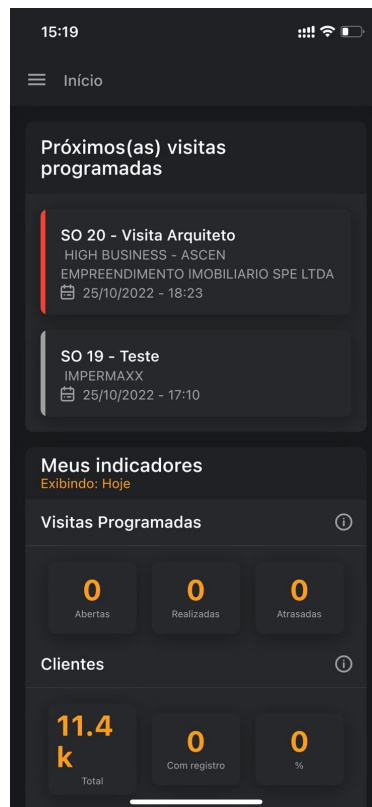 15:19
Início
Próximos(as) visitas
programadas
SO 20 - Visita Arquiteto
HIGH BUSINESS - ASCEN
EMPREENDIMENTO IMOBILIARIO SPE LTDA
25/10/2022 - 18:23
SO 19 - Teste
IMPERMAXX
25/10/2022 - 17:10
Meus indicadores
Exibindo: Hoje
Visitas Programadas
0 0 0
Abertas Realizadas Atrasadas
Clientes
11.4
k 0 0
Total Com registro %